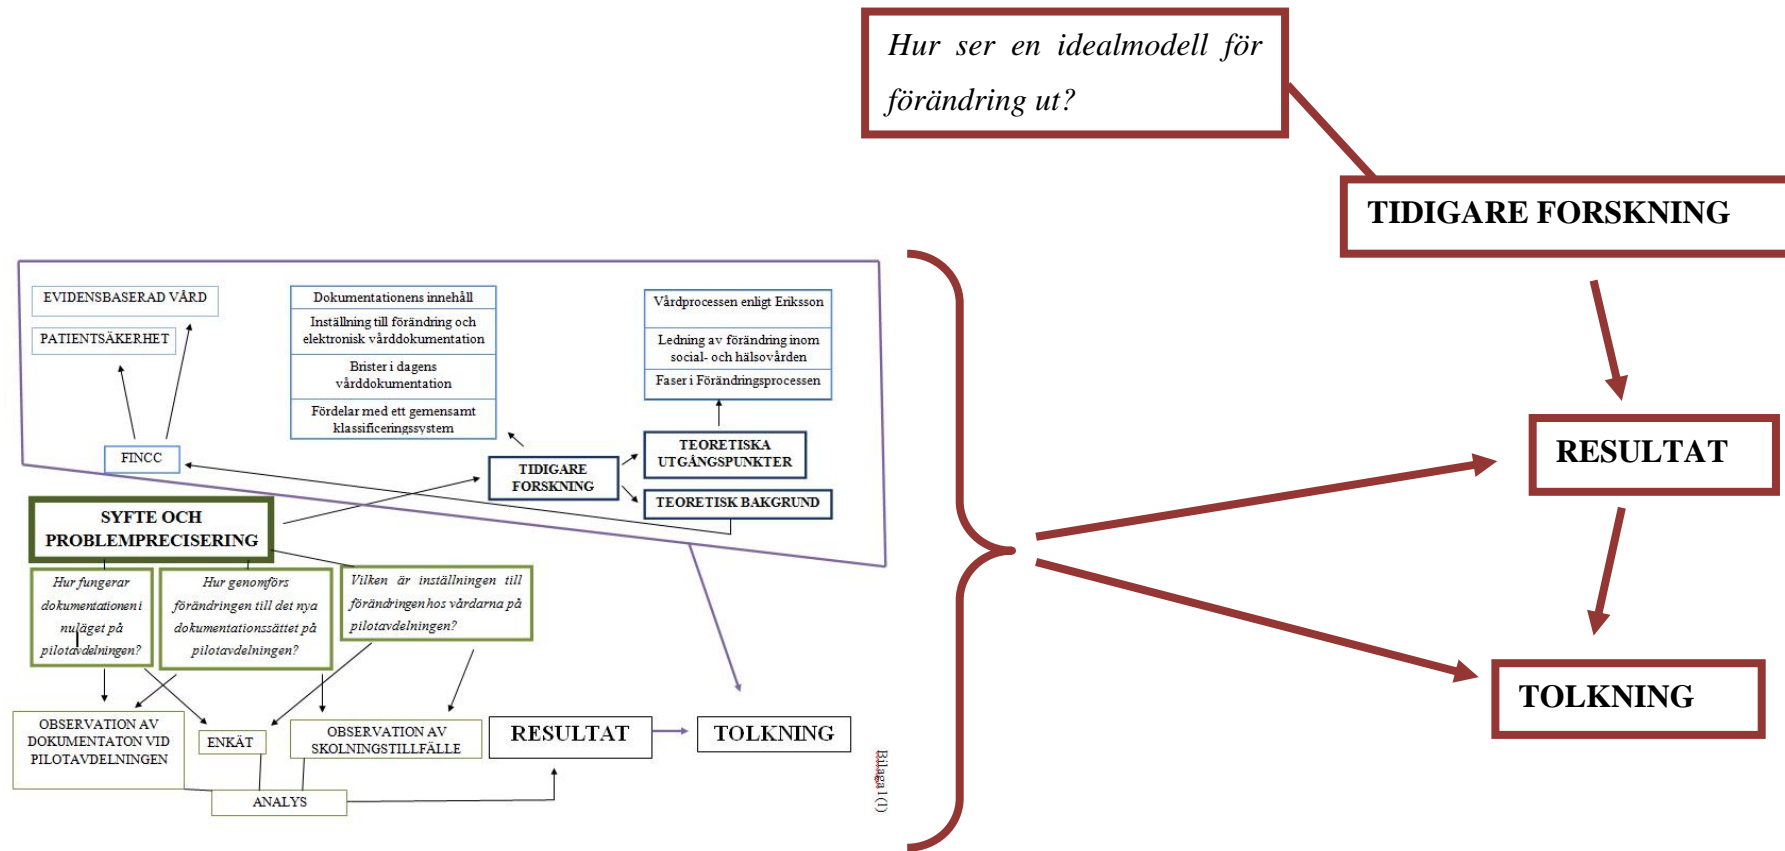 Hur ser en idealmodell för
förändring ut?
TIDIGARE FORSKNING
RESULTAT
TOLKNING
EVIDENSBASERAD VÅRD
PATIENTSÄKERHET
FINCC
Dokumentationens innehåll
Inställning till förändring och
elektronisk vårddokumentation
Brister i dagens
vårddokumentation
Fördelar med ett gemensamt
klassificeringssystem
Vårdprocessen enligt Eriksson
Ledning av förändring inom
social- och hälsovården
Faser i Förändringsprocessen
TIDIGARE
FORSKNING
TEORETISKA
UTGÅNGSPUNKTER
TEORETISK BAKGRUND
SYFTE OCH
PROBLEMPRECISERING
Hur fungerar
dokumentationen i
nuläget på
pilotavdelningen?
Hur genomförs
förändringen till det nya
dokumentationssättet på
pilotavdelningen?
Vilken är inställningen till
förändringen hos vårdarna på
pilotavdelningen?
OBSERVATION AV
DOKUMENTATON VID
PILOTAVDELNINGEN
ENKÄT
OBSERVATION AV
SKOLNINGSTILLFÄLLE
ANALYS
RESULTAT
TOLKNING
Bilaga 1 (1)